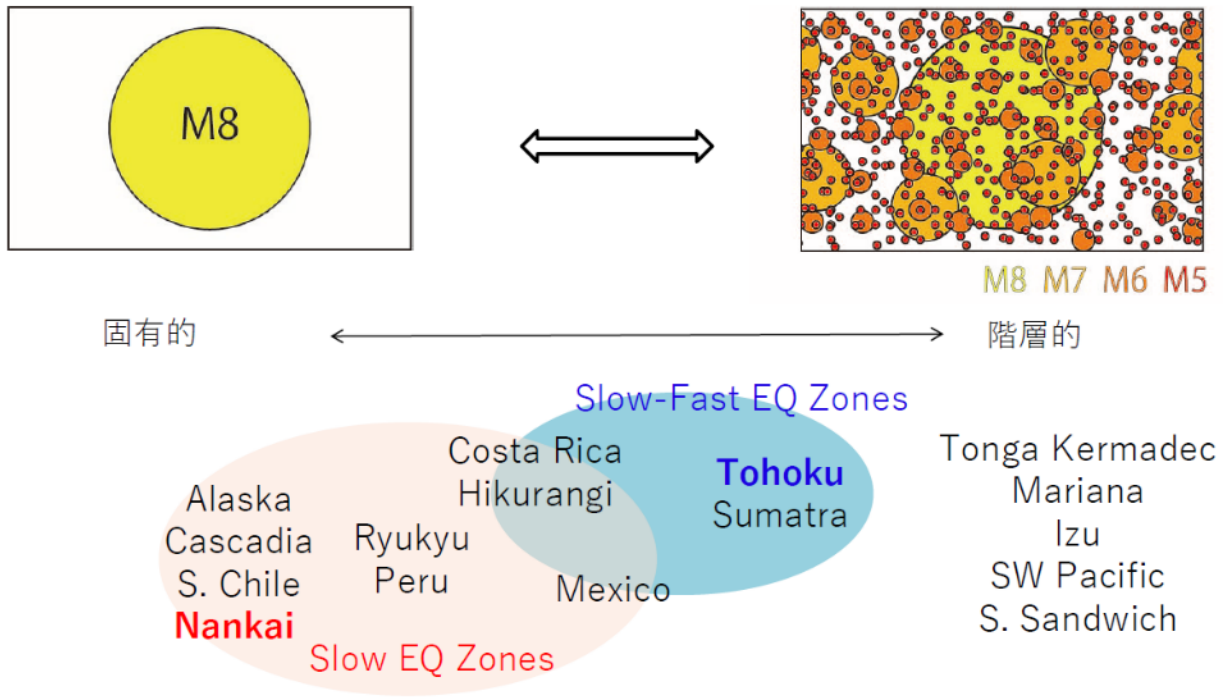 M8
M8 M7 M6 M5
固有的
階層的
Slow-Fast EQ Zones
Costa Rica
Hikurangi
Tohoku
Sumatra
Tonga Kermadec
Mariana
Izu
SW Pacific
S. Sandwich
Alaska
Cascadia
S. Chile
Nankai
Ryukyu
Peru
Mexico
Slow EQ Zones